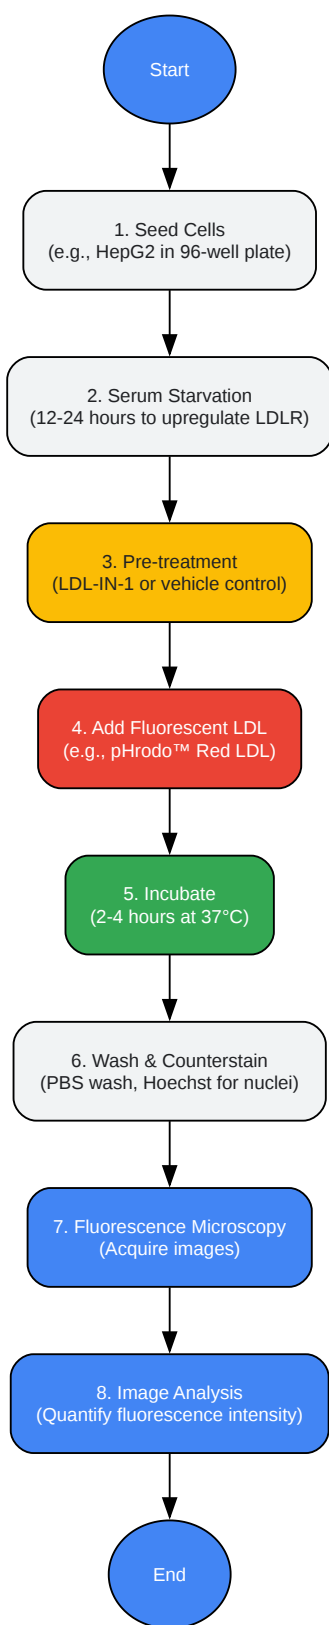 Start
1. Seed Cells
(e.g., HepG2 in 96-well plate)
2. Serum Starvation
(12-24 hours to upregulate LDLR)
3. Pre-treatment
(LDL-IN-1 or vehicle control)
4. Add Fluorescent LDL
(e.g., pHrodo™ Red LDL)
5. Incubate
(2-4 hours at 37°C)
6. Wash & Counterstain
(PBS wash, Hoechst for nuclei)
7. Fluorescence Microscopy
(Acquire images)
8. Image Analysis
(Quantify fluorescence intensity)
End